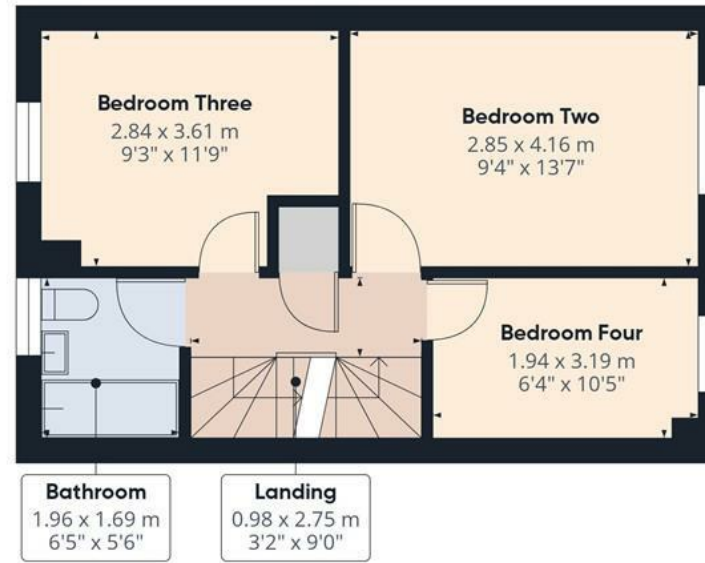 Bedroom Three
2.84 x 3.61 m
9'3" x 11'9"
Bedroom Two
2.85 x 4.16 m
9'4" x 13'7"
Bedroom Four
1.94 x 3.19 m
6'4" x 10'5"
Bathroom
1.96 x 1.69 m
6'5" x 5'6"
Landing
0.98 x 2.75 m
3'2" x 9'0"